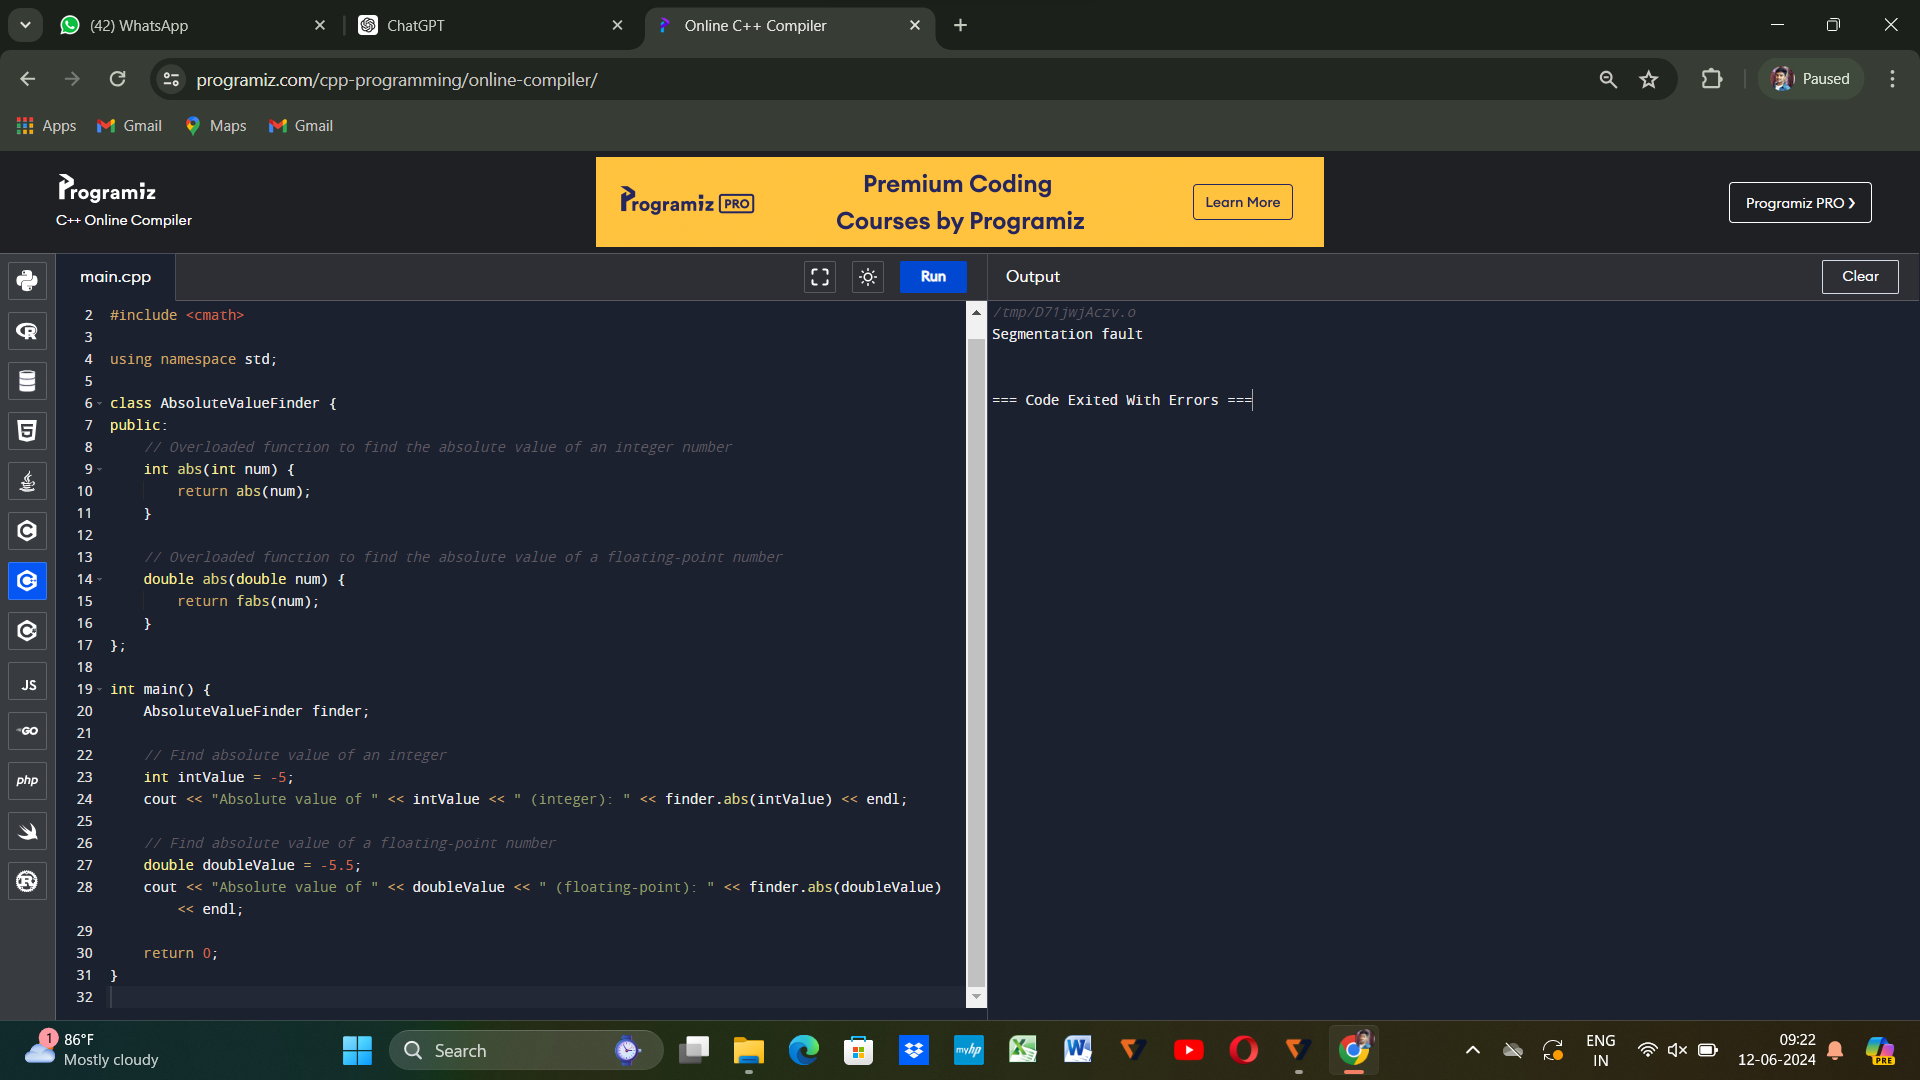 (42) WhatsApp
ChatGPT
Online C++ Compiler
programiz.com/cpp-programming/online-compiler/
Paused
Apps
Gmail
Maps
Gmail
Programiz
C++ Online Compiler
Programiz PRO
Premium Coding
Courses by Programiz
Learn More
Programiz PRO ❯
main.cpp
Run
Output
Clear
2 #include <cmath>
3
4 using namespace std;
5
6 class AbsoluteValueFinder {
7 public:
8 // Overloaded function to find the absolute value of an integer number
9 int abs(int num) {
10 return abs(num);
11 }
12
13 // Overloaded function to find the absolute value of a floating-point number
14 double abs(double num) {
15 return fabs(num);
16 }
17 };
18
19 int main() {
20 AbsoluteValueFinder finder;
21
22 // Find absolute value of an integer
23 int intValue = -5;
24 cout << "Absolute value of " << intValue << " (integer): " << finder.abs(intValue) << endl;
25
26 // Find absolute value of a floating-point number
27 double doubleValue = -5.5;
28 cout << "Absolute value of " << doubleValue << " (floating-point): " << finder.abs(doubleValue)
<< endl;
29
30 return 0;
31 }
32
/tmp/D71jwjAczv.o
Segmentation fault
=== Code Exited With Errors ===
JS
GO
php
1
86°F
Mostly cloudy
Search
myhp
ENG
IN
09:22
12-06-2024
PRE